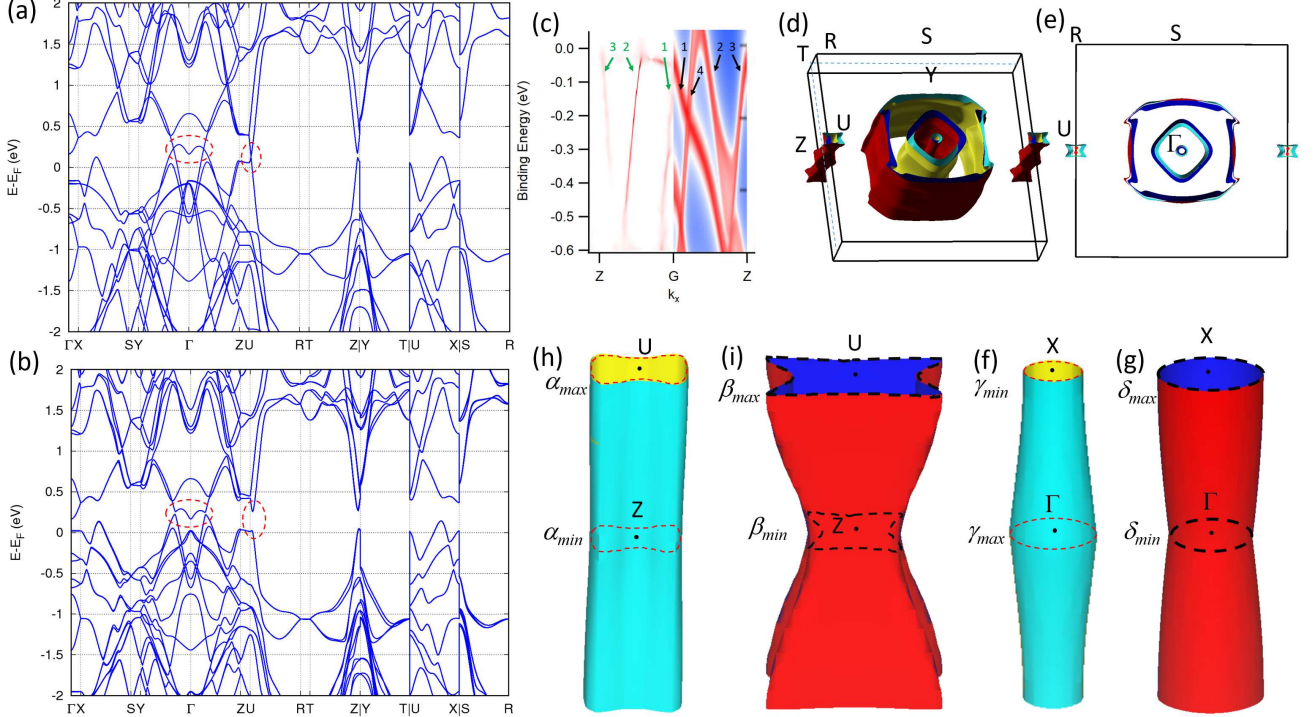 (a)
E-E_F (eV)
2
1.5
1
0.5
0
-0.5
-1
-1.5
-2
ΓX SY Γ ZU RT Z|Y T|U X|S R
(b)
E-E_F (eV)
2
1.5
1
0.5
0
-0.5
-1
-1.5
-2
ΓX SY Γ ZU RT Z|Y T|U X|S R
(c)
Binding Energy (eV)
0.0
-0.1
-0.2
-0.3
-0.4
-0.5
-0.6
3 2 1 1 4 2 3
Z G Z
k_x
(d)
S
R
T
Y
Z
U
(e)
R S
U
Γ
(h)
U
α_max
Z
α_min
(i)
U
β_max
Z
β_min
(f)
X
γ_min
Γ
γ_max
(g)
X
δ_max
Γ
δ_min